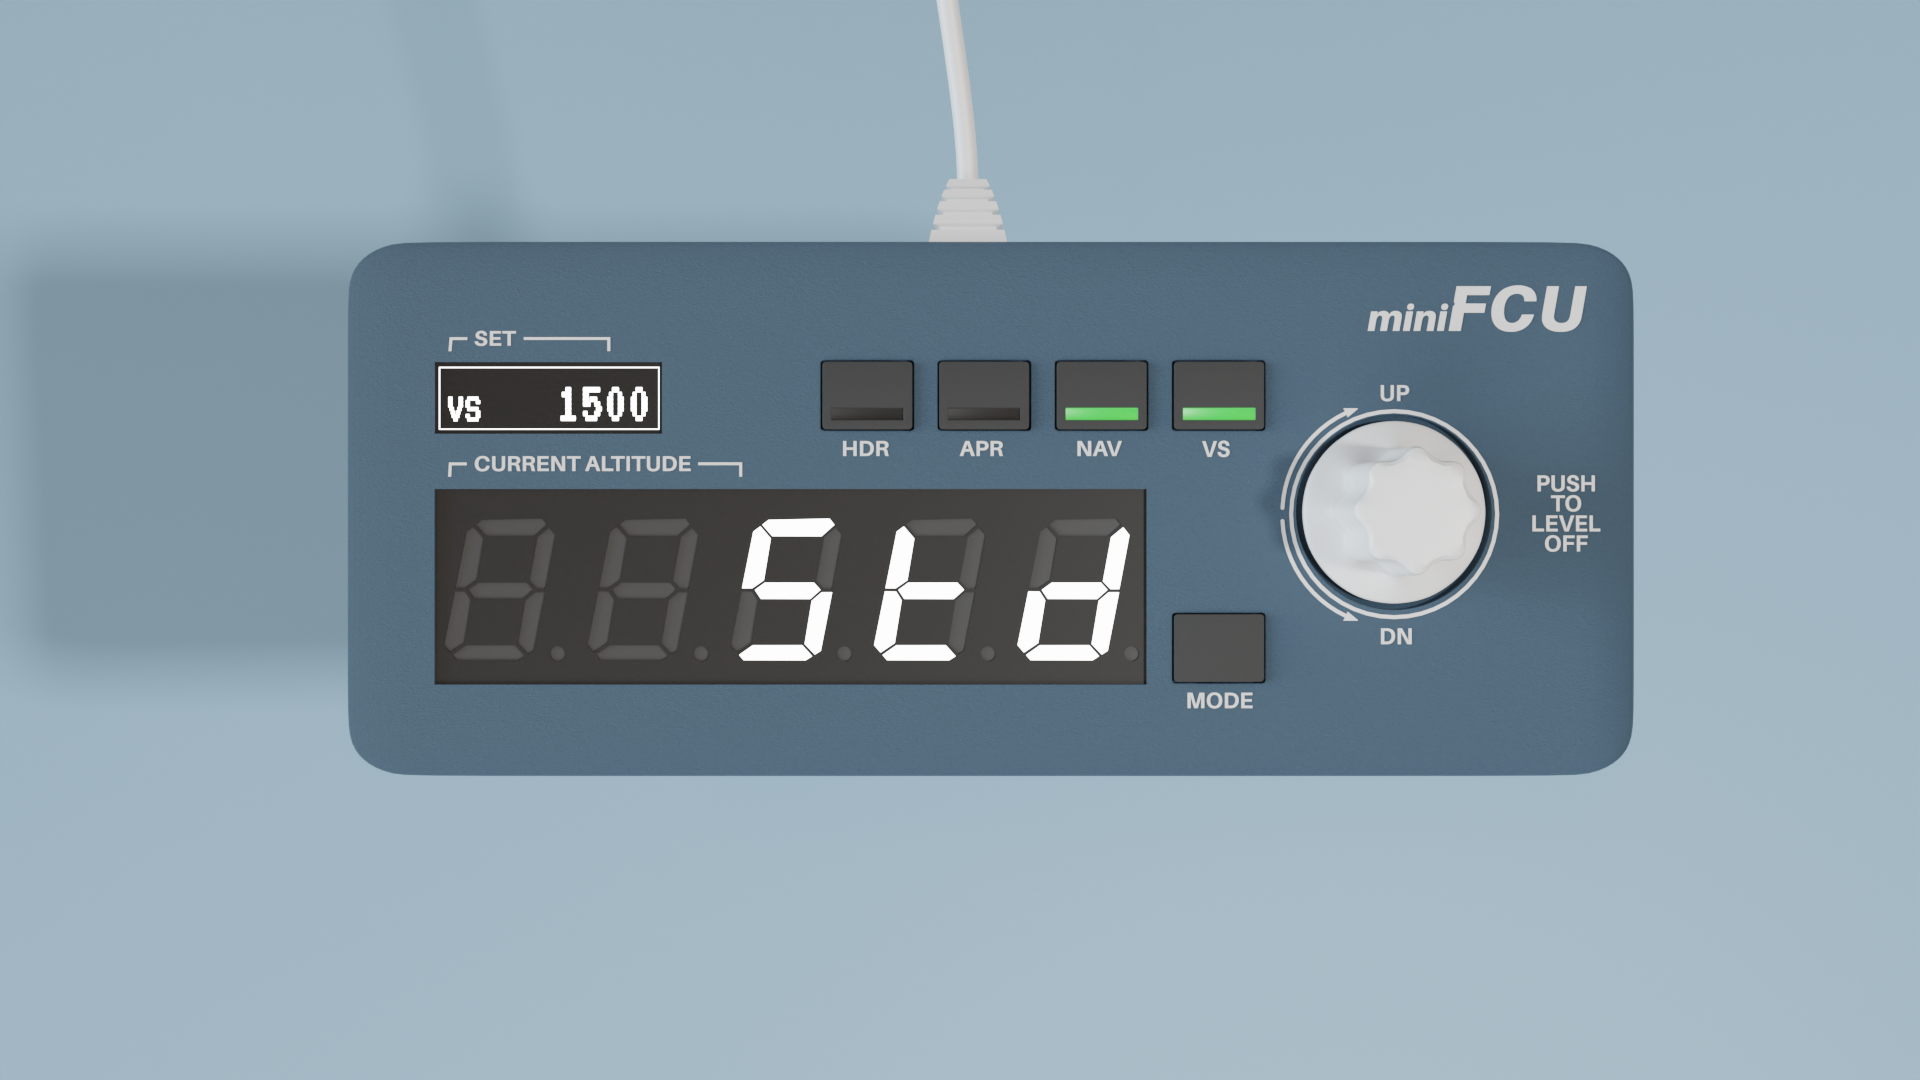 miniFCU
SET
VS 1500
HDR
APR
NAV
VS
CURRENT ALTITUDE
Std
UP
DN
PUSH
TO
LEVEL
OFF
MODE